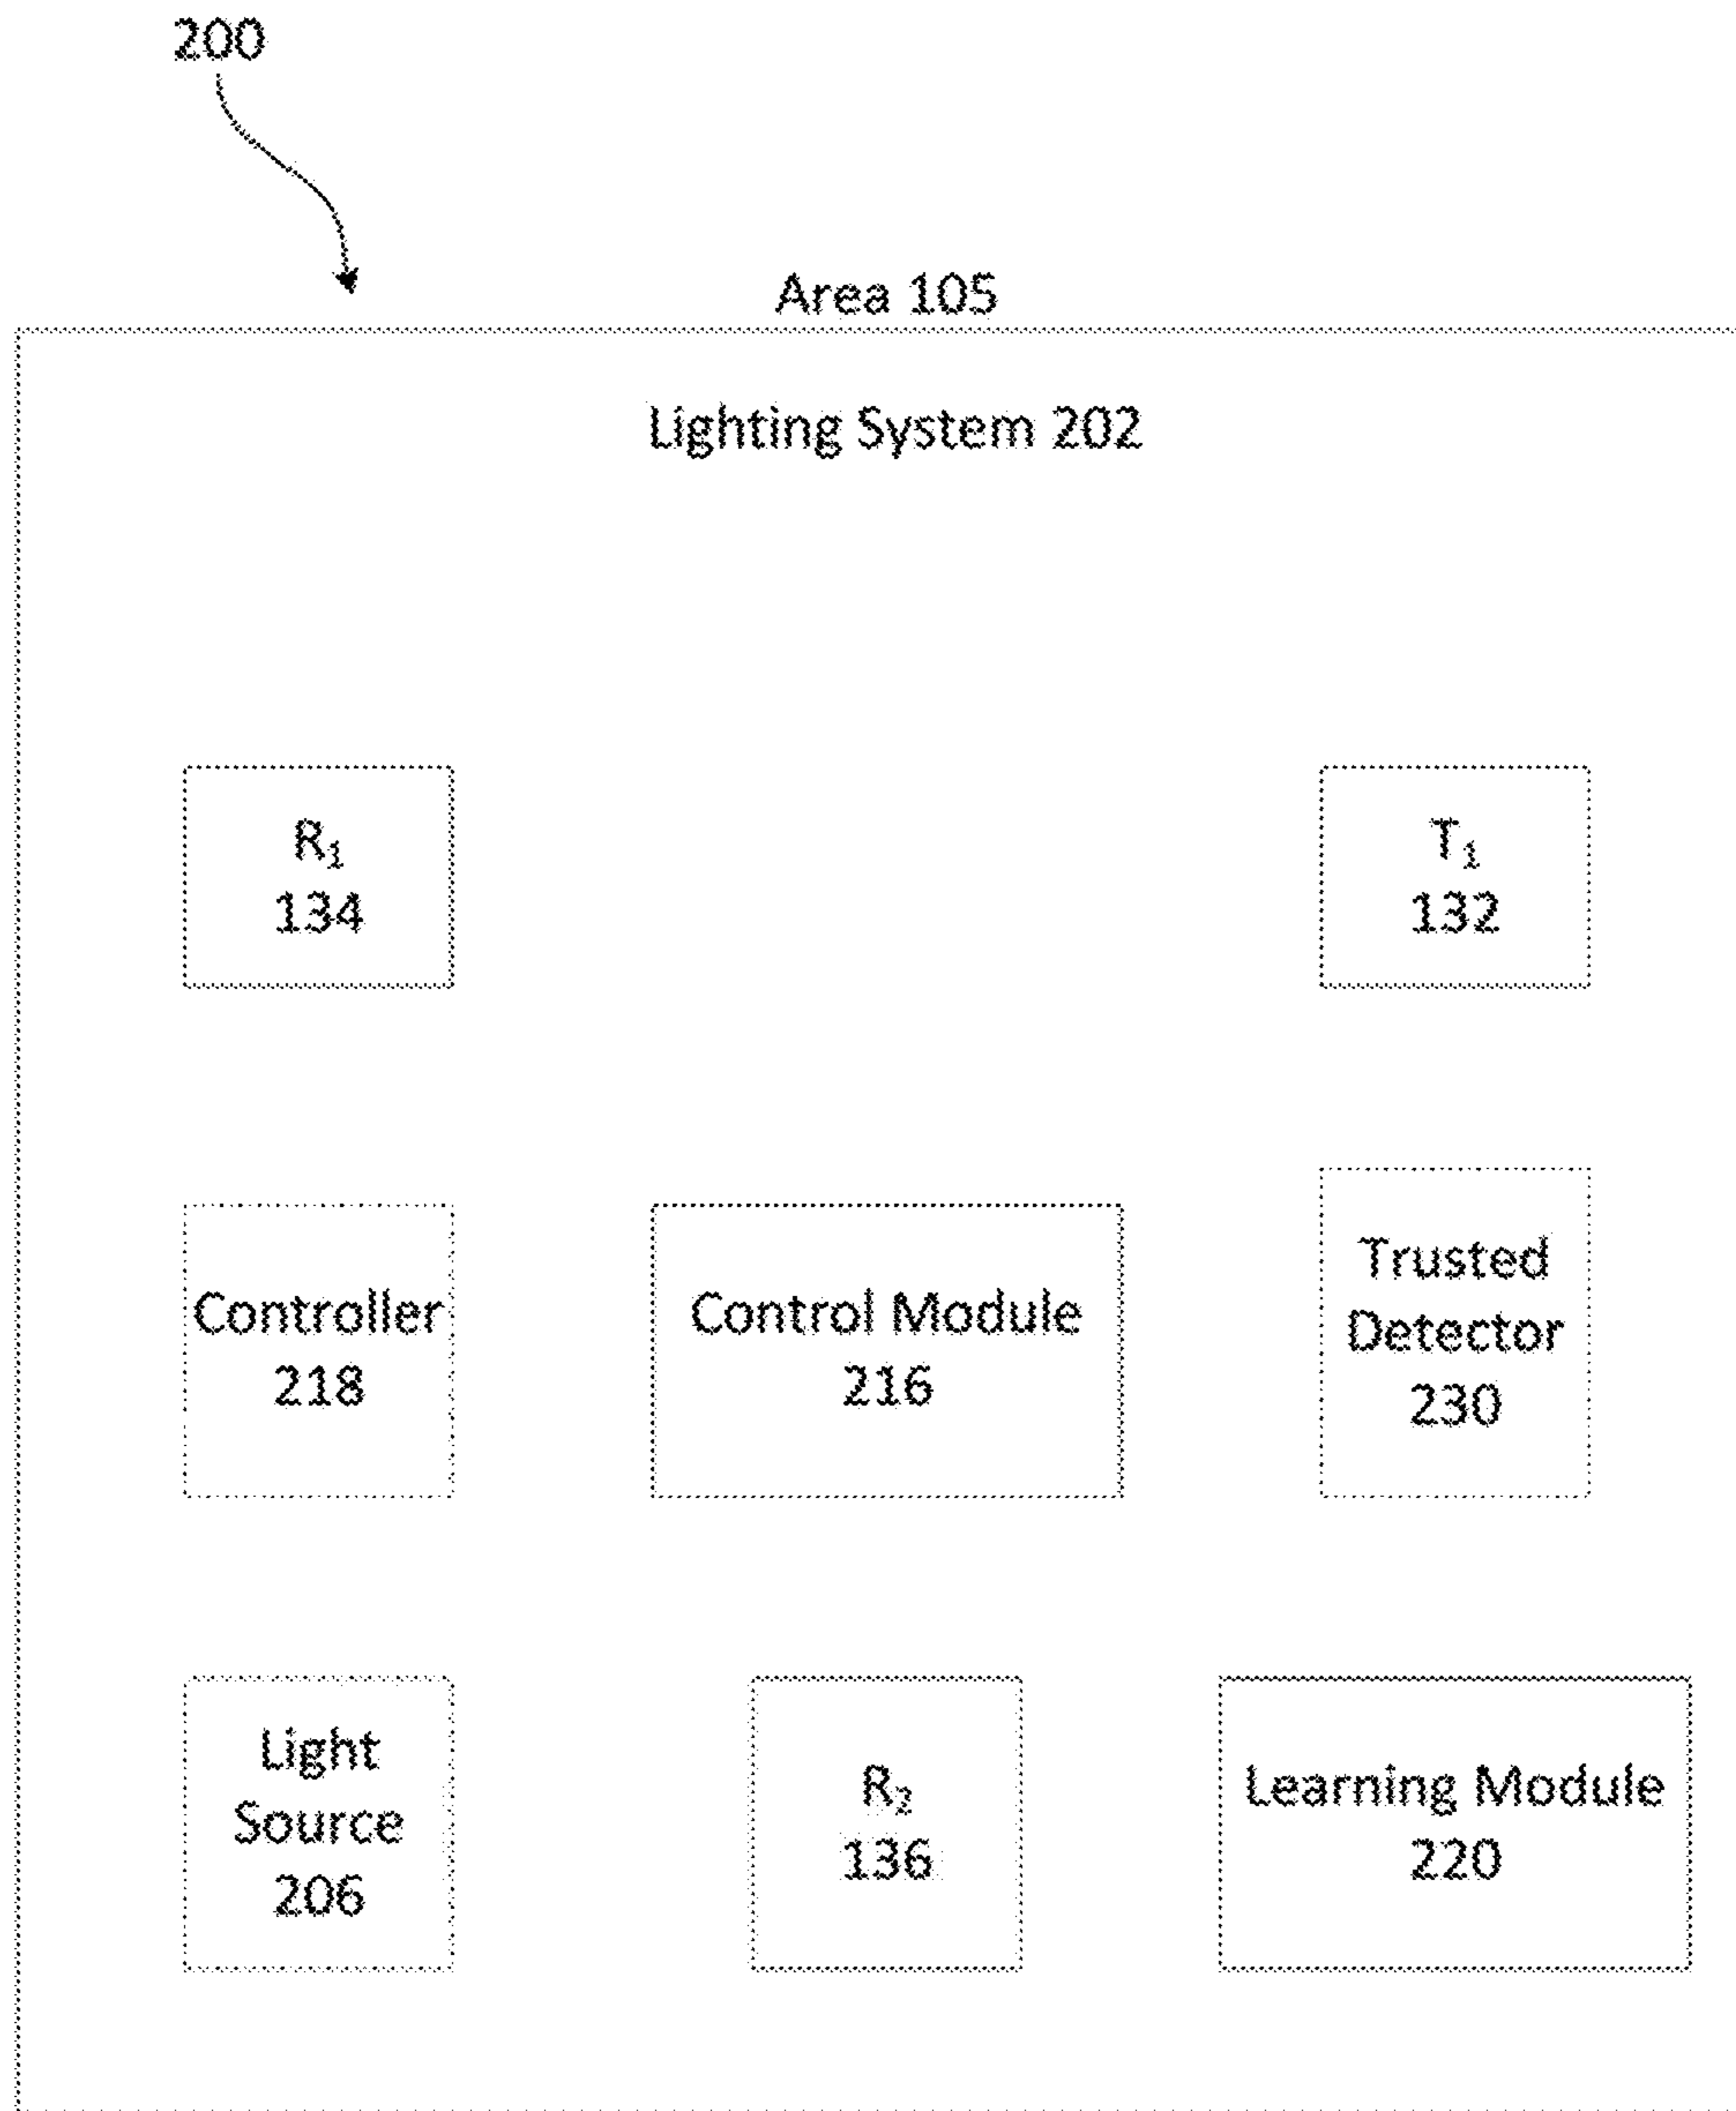 200
Area 105
Lighting System 202
R₁
134
T₁
132
Controller
218
Control Module
216
Trusted
Detector
230
Light
Source
206
R₂
136
Learning Module
220